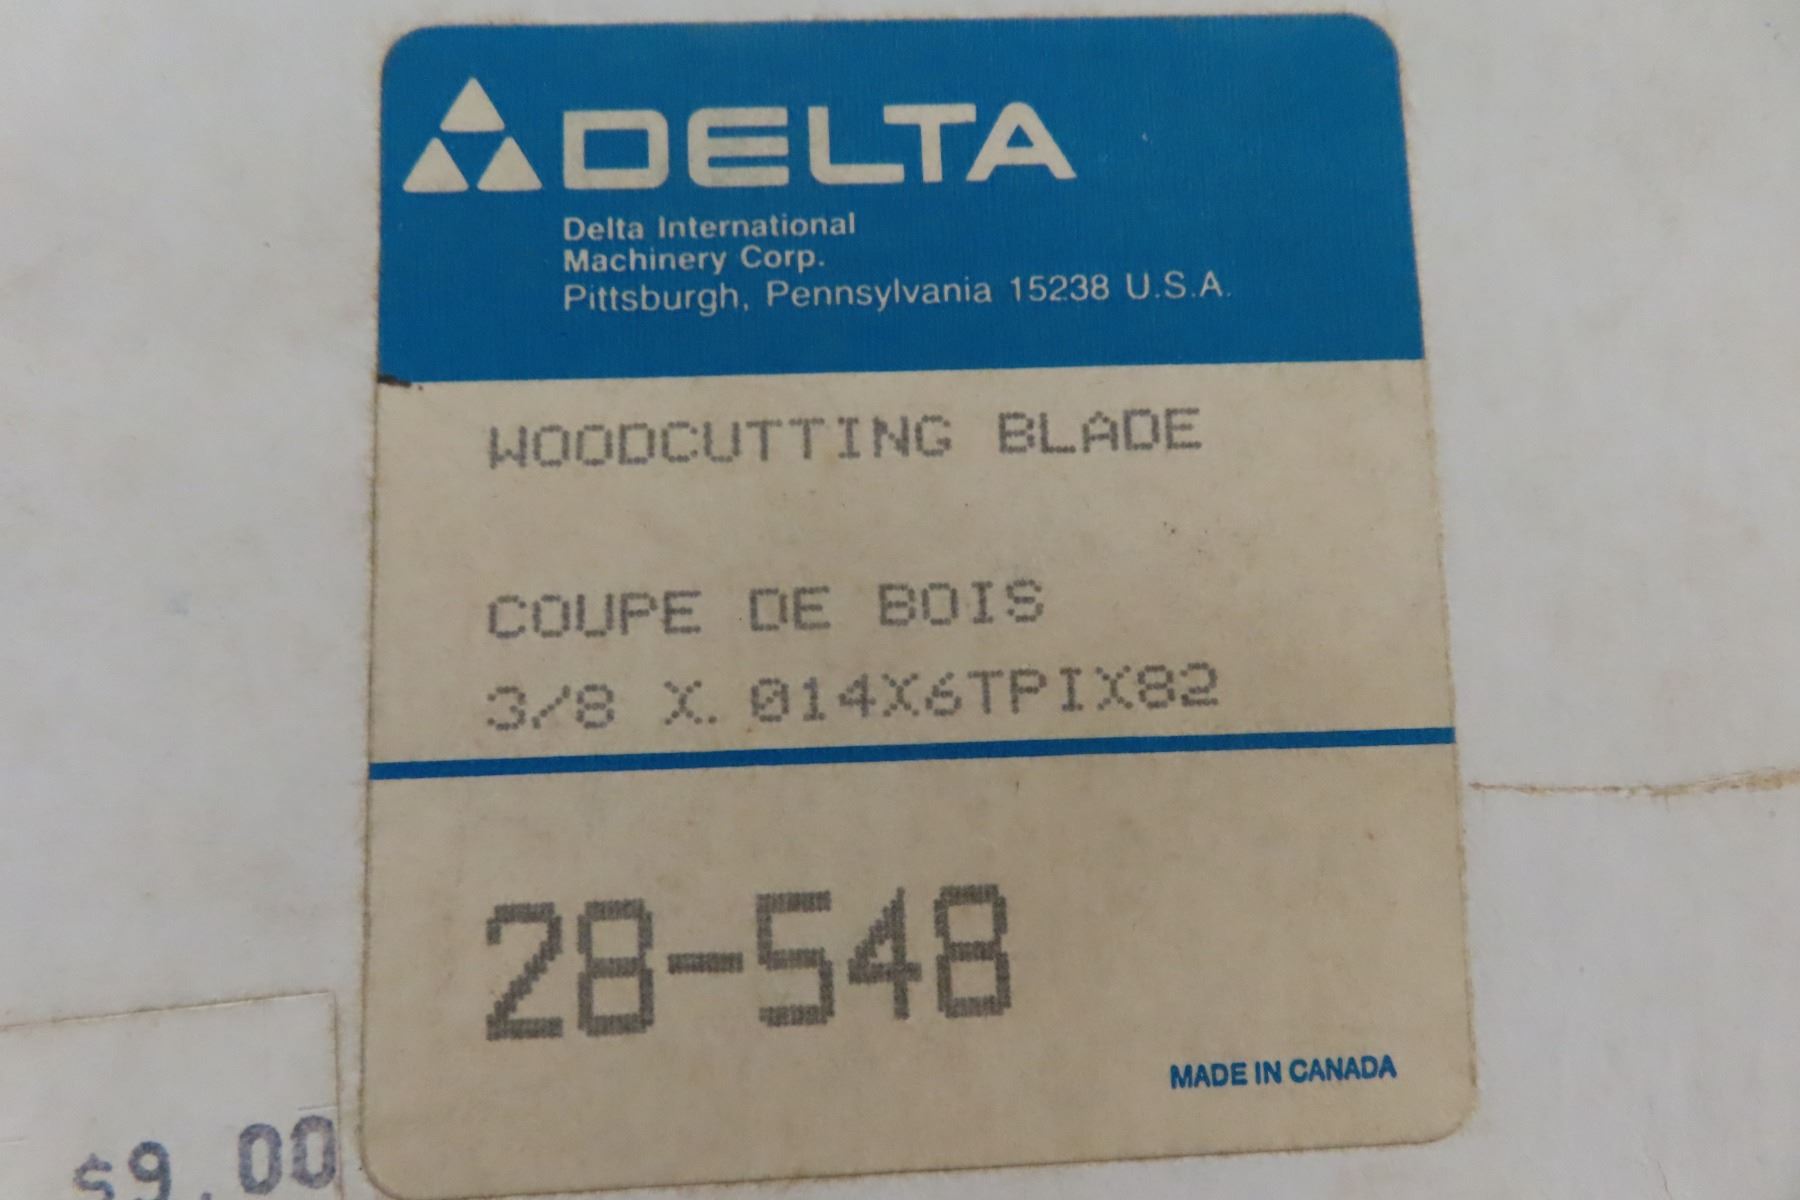 DELTA
Delta International
Machinery Corp.
Pittsburgh, Pennsylvania 15238 U.S.A.
WOODCUTTING BLADE
COUPE DE BOIS
3/8 X.014X6TPIX82
28-548
MADE IN CANADA
$9.00